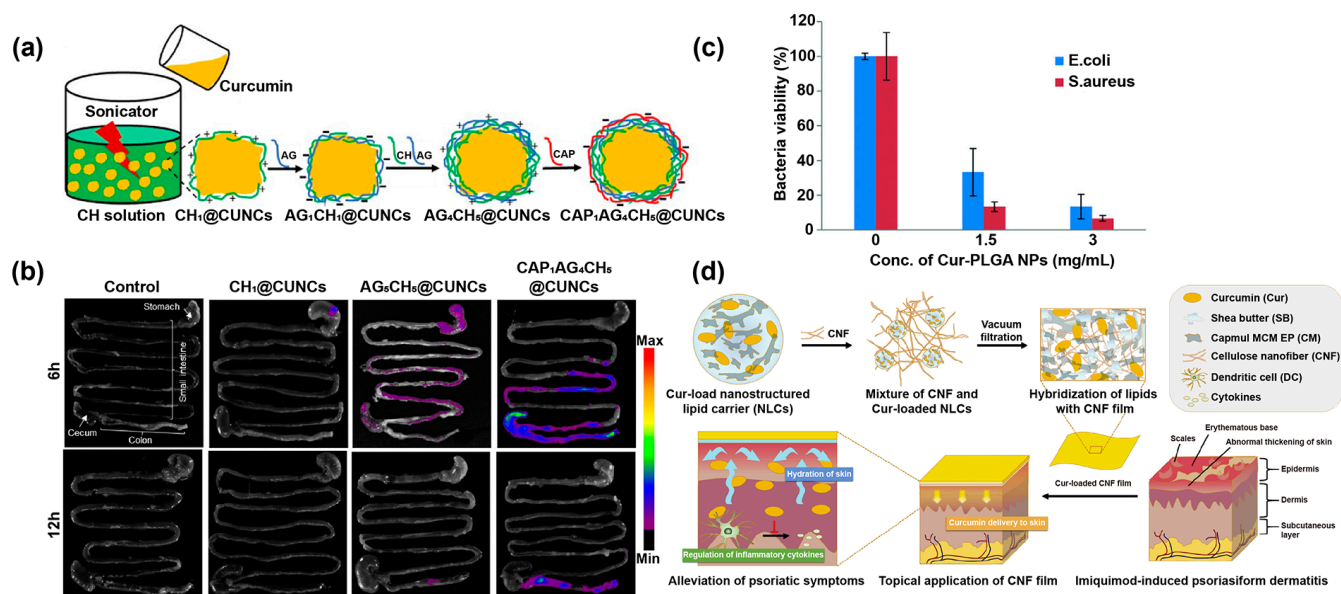 (a)
Curcumin
Sonicator
CH solution
AG
CH AG
CAP
CH₁@CUNCs
AG₁CH₁@CUNCs
AG₄CH₅@CUNCs
CAP₁AG₄CH₅@CUNCs
(b)
Control
CH₁@CUNCs
AG₅CH₅@CUNCs
CAP₁AG₄CH₅
@CUNCs
6h
12h
Stomach
Small intestine
Cecum
Colon
Max
Min
(c)
Bacteria viability (%)
120
100
80
60
40
20
0
E.coli
S.aureus
0
1.5
3
Conc. of Cur-PLGA NPs (mg/mL)
(d)
CNF
Vacuum
filtration
Cur-load nanostructured
lipid carrier (NLCs)
Mixture of CNF and
Cur-loaded NLCs
Hybridization of lipids
with CNF film
Curcumin (Cur)
Shea butter (SB)
Capmul MCM EP (CM)
Cellulose nanofiber (CNF)
Dendritic cell (DC)
Cytokines
Hydration of skin
Regulation of inflammatory cytokines
Alleviation of psoriatic symptoms
Curcumin delivery to skin
Topical application of CNF film
Cur-loaded CNF film
Scales
Erythematous base
Abnormal thickening of skin
Epidermis
Dermis
Subcutaneous
layer
Imiquimod-induced psoriasiform dermatitis